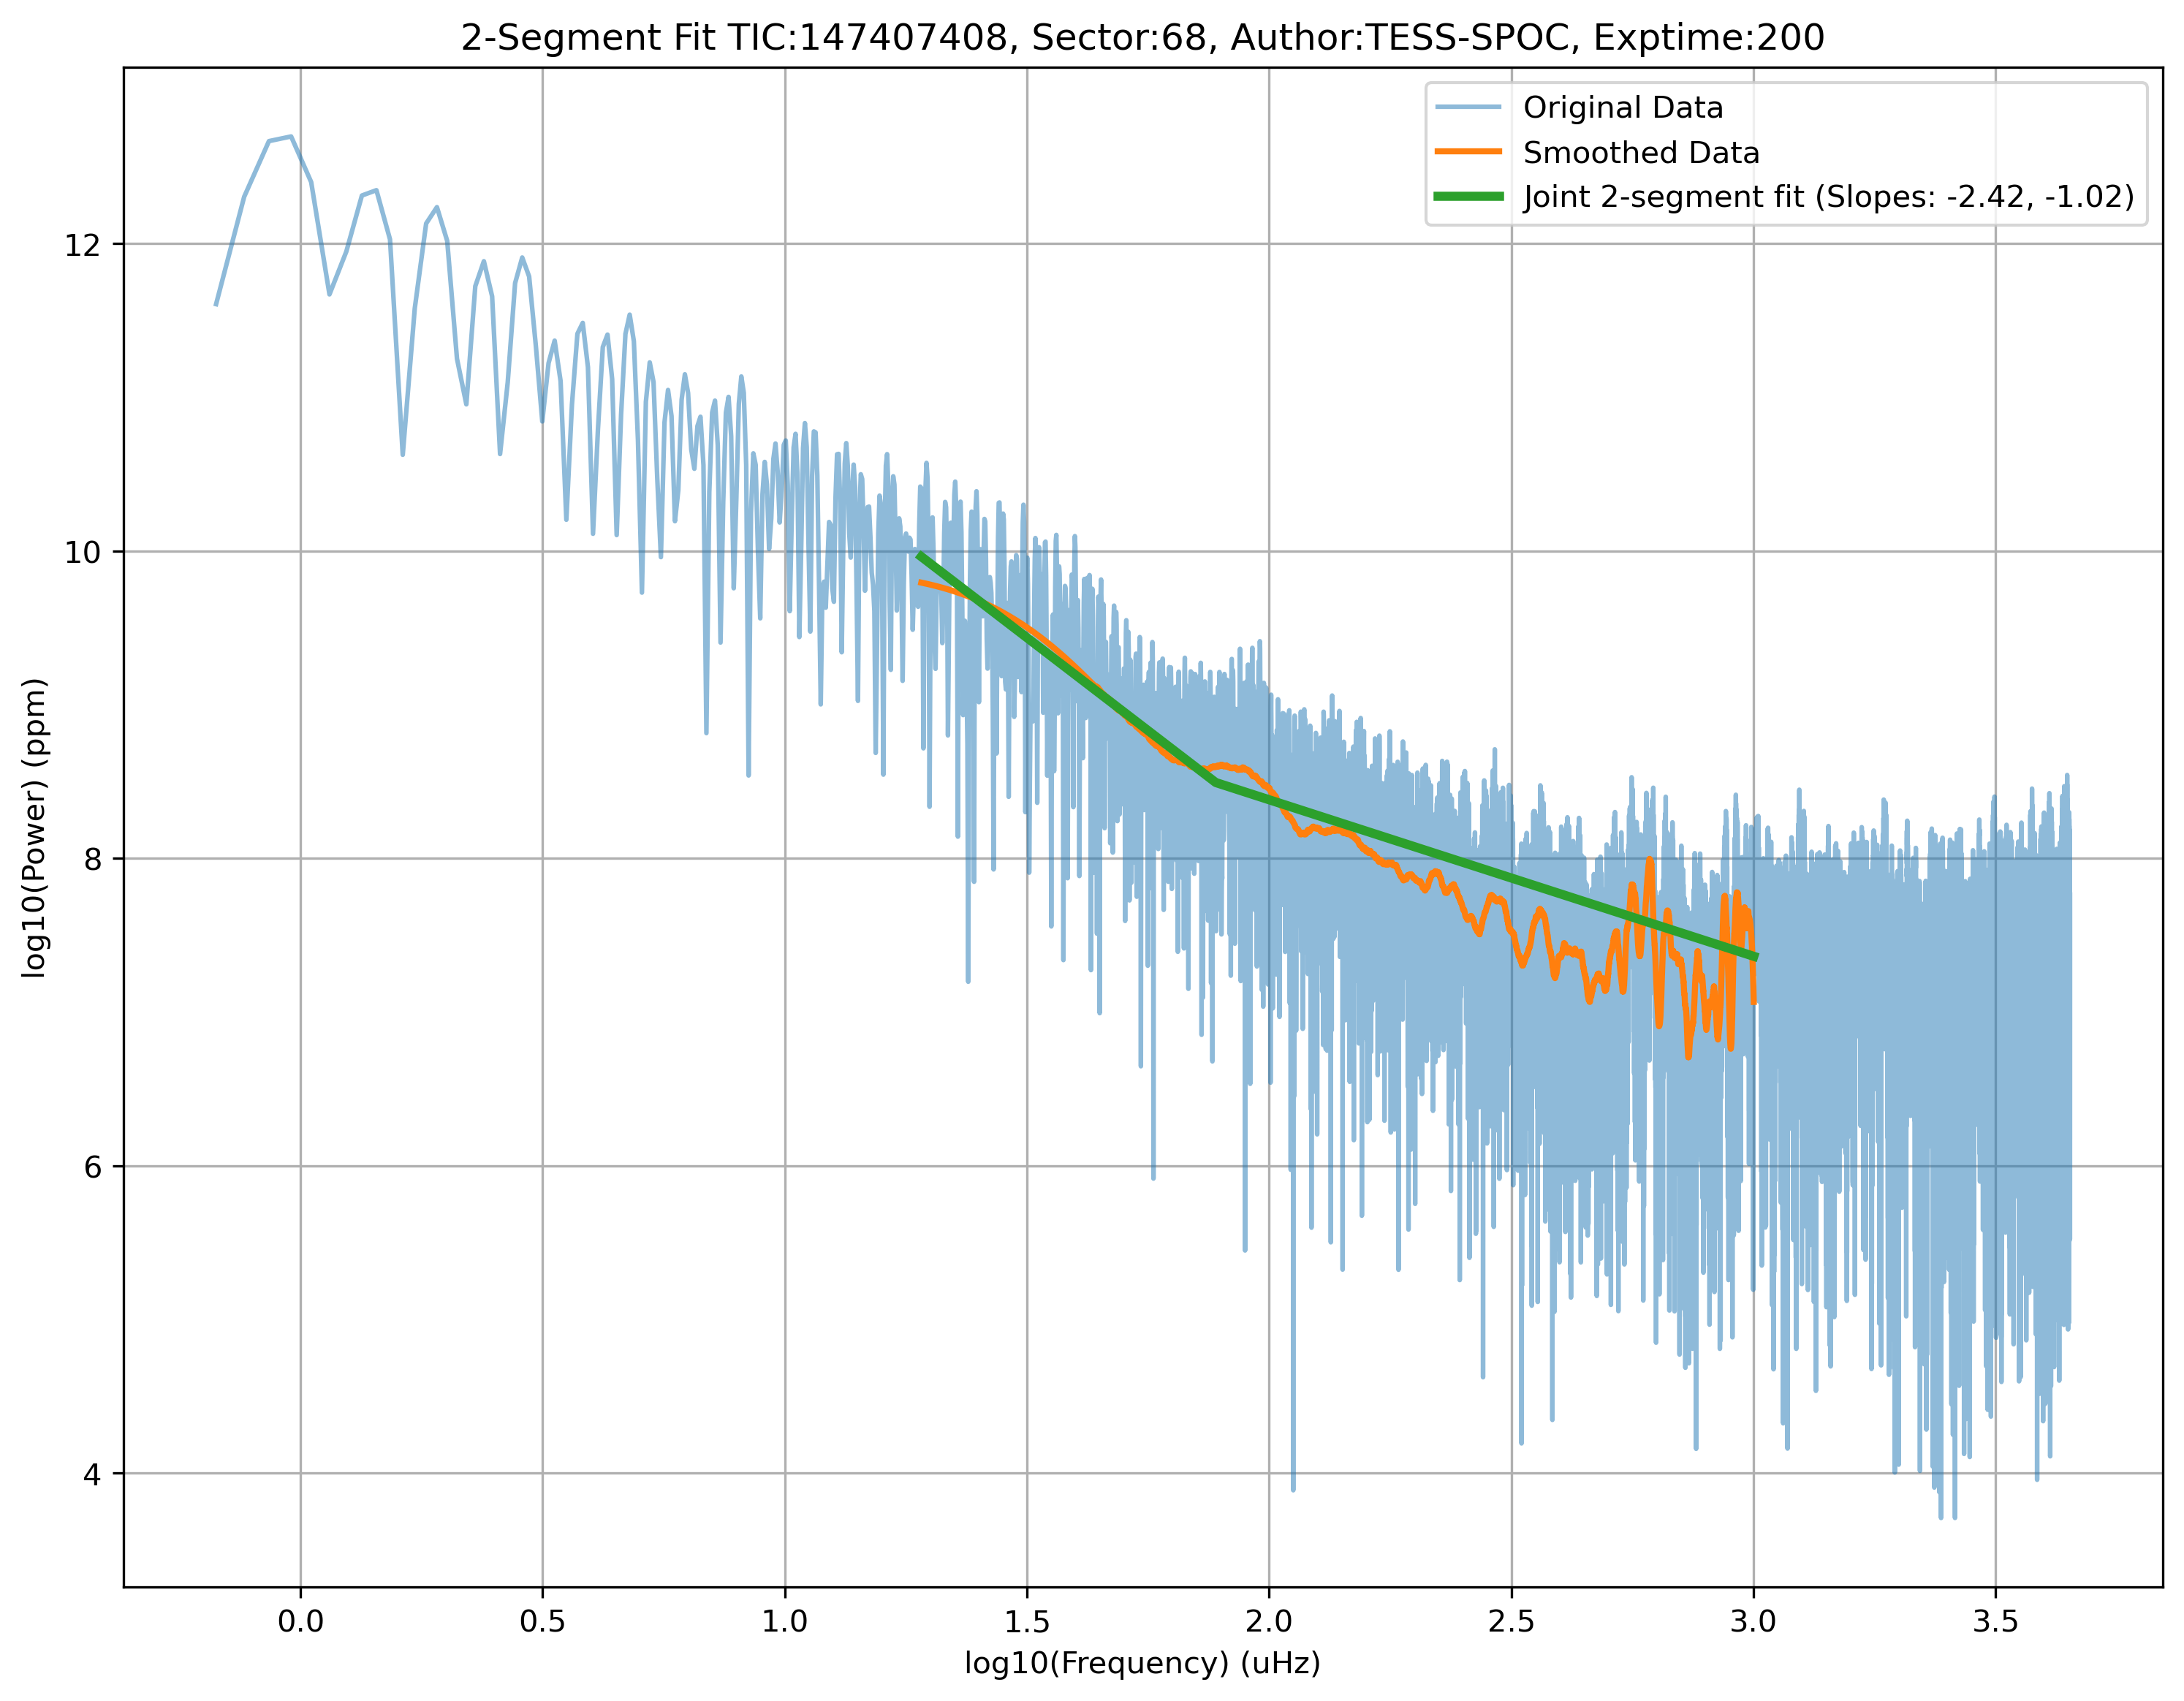 2-Segment Fit TIC:147407408, Sector:68, Author:TESS-SPOC, Exptime:200
Original Data
Smoothed Data
Joint 2-segment fit (Slopes: -2.42, -1.02)
log10(Power) (ppm)
12
10
8
6
4
0.0 0.5 1.0 1.5 2.0 2.5 3.0 3.5
log10(Frequency) (uHz)